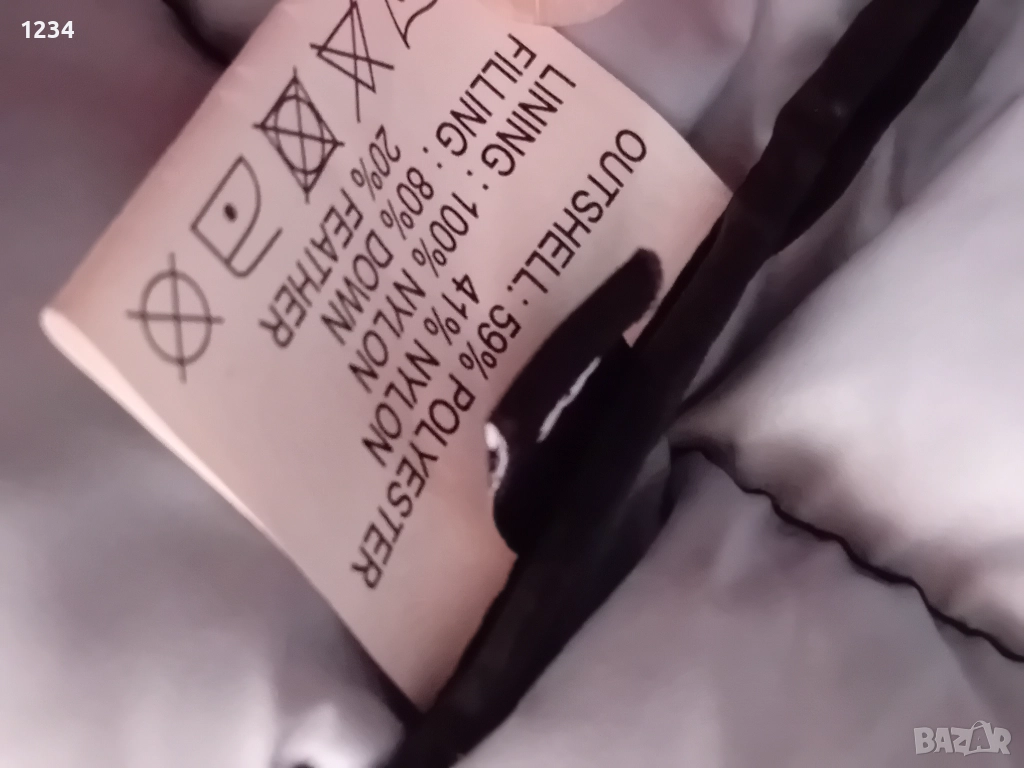 1234
OUTSHELL : 59% POLYESTER
41% NYLON
LINING : 100% NYLON
FILLING : 80% DOWN
20% FEATHER
BAZAR